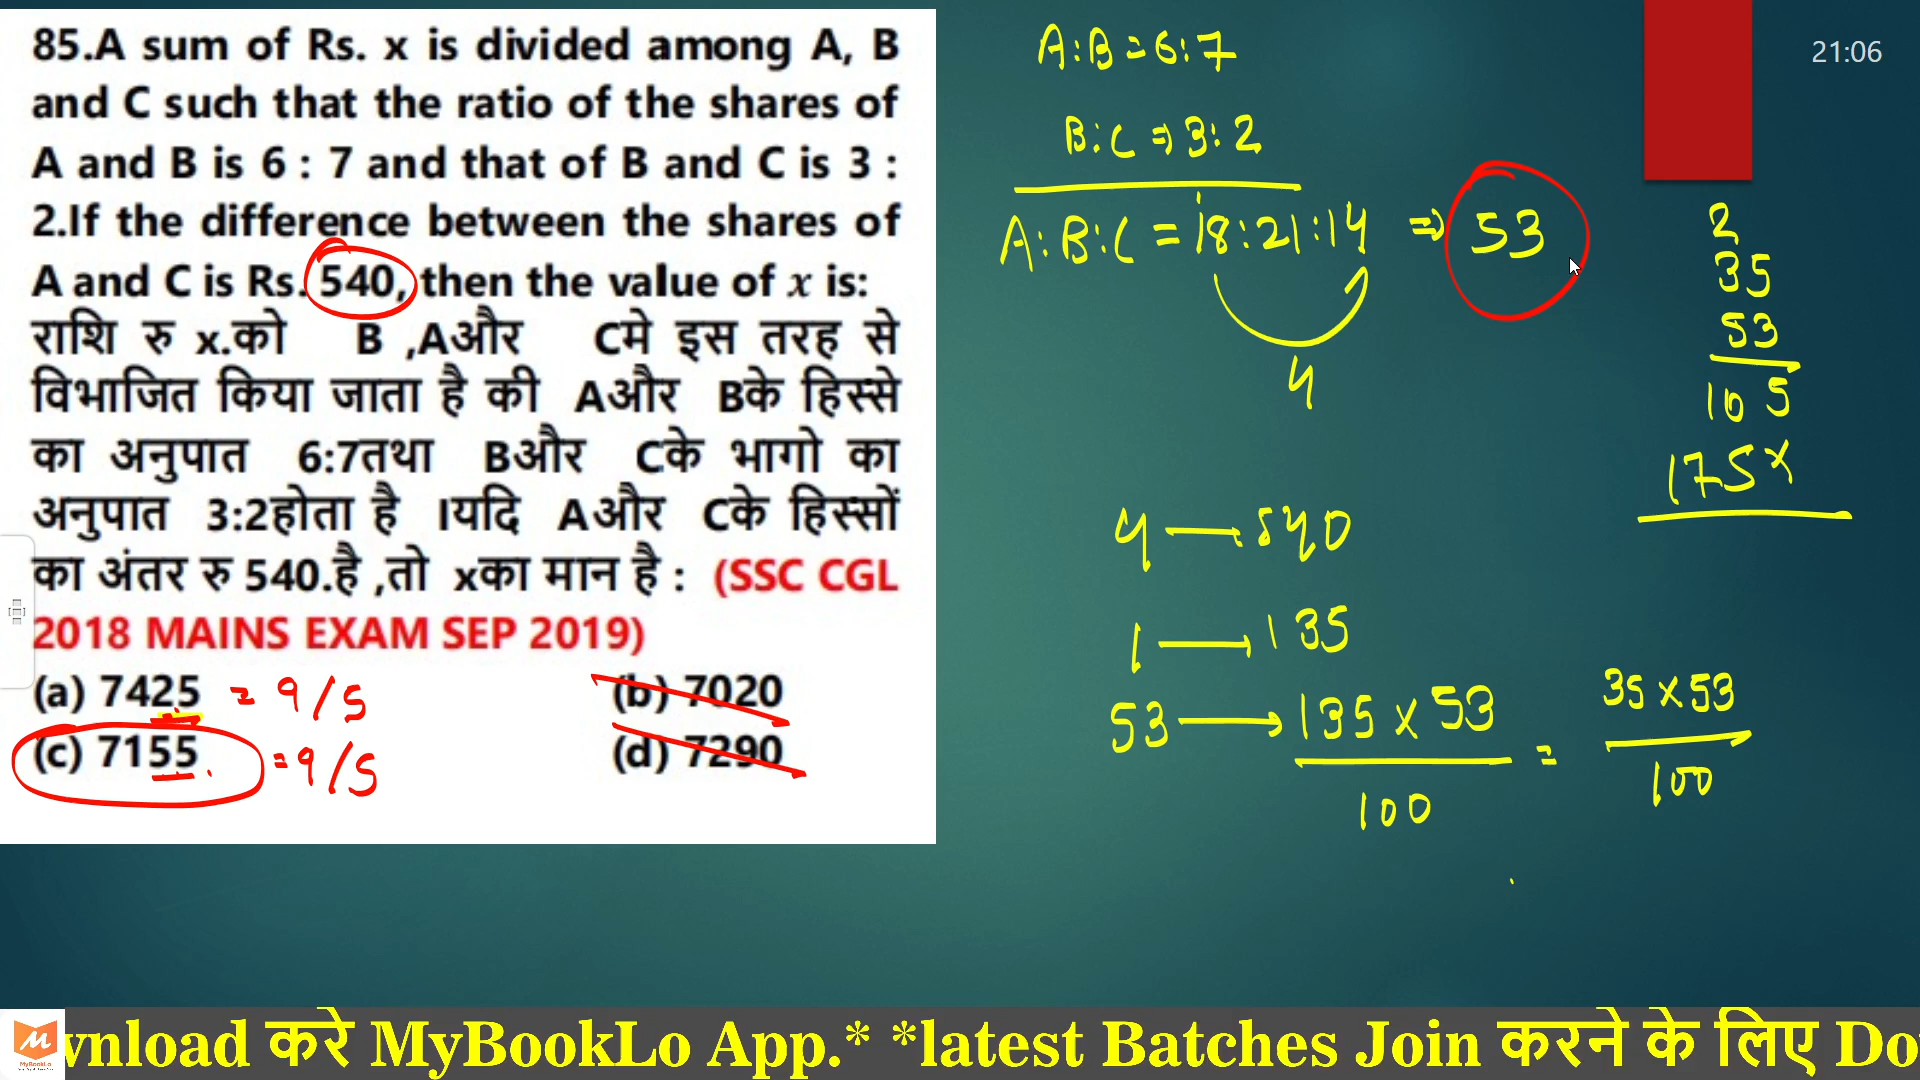 85.A sum of Rs. x is divided among A, B
and C such that the ratio of the shares of
A and B is 6 : 7 and that of B and C is 3 :
2.If the difference between the shares of
A and C is Rs. 540, then the value of x is:
राशि रु x.को B ,Aऔर Cमे इस तरह से
विभाजित किया जाता है की Aऔर Bके हिस्से
का अनुपात 6:7तथा Bऔर Cके भागो का
अनुपात 3:2होता है Iयदि Aऔर Cके हिस्सों
का अंतर रु 540.है ,तो xका मान है : (SSC CGL
2018 MAINS EXAM SEP 2019)
(a) 7425 = 9/5 (b) 7020
(c) 7155 = 9/5 (d) 7290
A:B = 6:7
B:C ⇒ 3:2
A:B:C = 18:21:14 ⇒ 53
4
4 → 540
1 → 135
53 → 135 x 53
100
=
35 x 53
100
21:06
2
35
53
105
175x
wnload करे MyBookLo App.* *latest Batches Join करने के लिए Do
MyBookLo